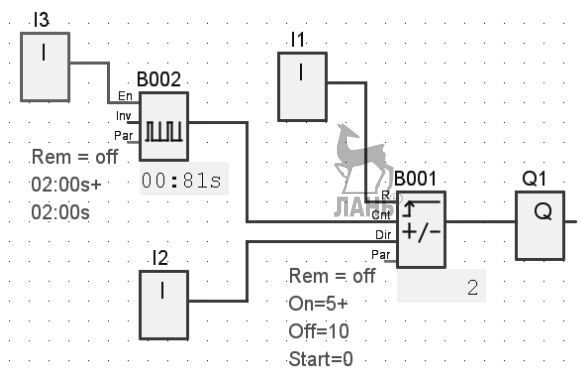 I3
I
I1
I
B002
En
Inv
Par
Rem = off
02:00s+
02:00s
00:81s
ЛАНЬ
B001
R
Cnt
Dir
Par
+/-
Q1
Q
I2
I
Rem = off
On=5+
Off=10
Start=0
2